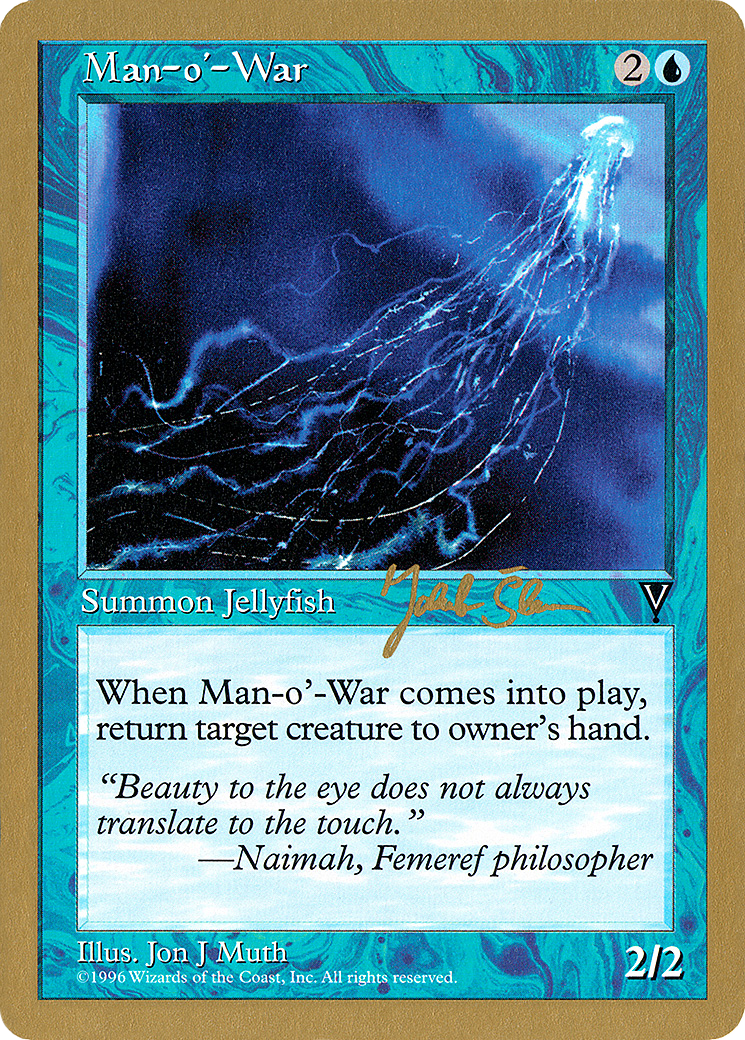 Man-o'-War
2
Jakub Šlemr
Summon Jellyfish
V
When Man-o'-War comes into play,
return target creature to owner's hand.
“Beauty to the eye does not always
translate to the touch.”
—Naimah, Femeref philosopher
Illus. Jon J Muth
©1996 Wizards of the Coast, Inc. All rights reserved.
2/2